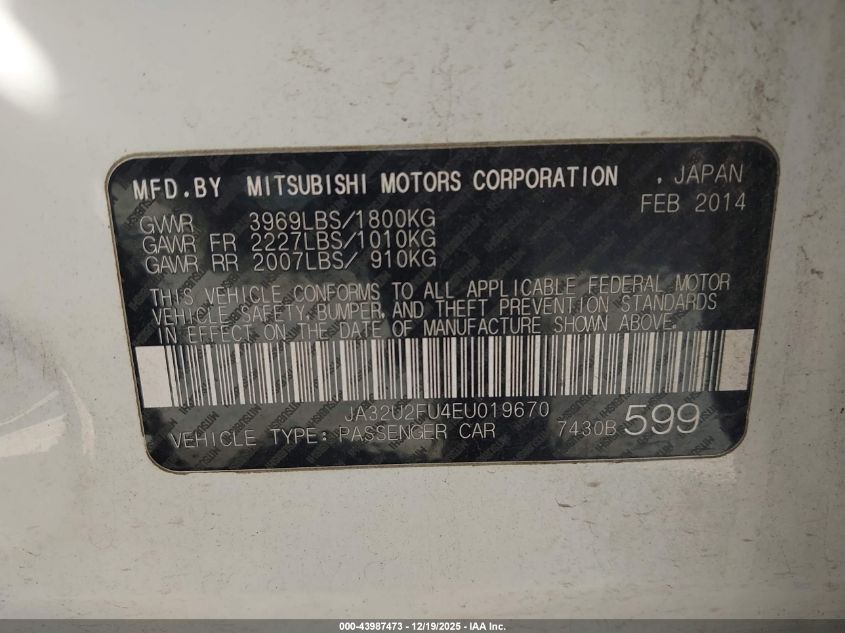 MFD.BY MITSUBISHI MOTORS CORPORATION . JAPAN
FEB 2014
GVWR 3969LBS/1800KG
GAWR FR 2227LBS/1010KG
GAWR RR 2007LBS/ 910KG
THIS VEHICLE CONFORMS TO ALL APPLICABLE FEDERAL MOTOR
VEHICLE SAFETY,BUMPER,AND THEFT PREVENTION STANDARDS
IN EFFECT ON THE DATE OF MANUFACTURE SHOWN ABOVE.
JA32U2FU4EU019670
VEHICLE TYPE: PASSENGER CAR 7430B 599
000-43987473 - 12/19/2025 - IAA Inc.